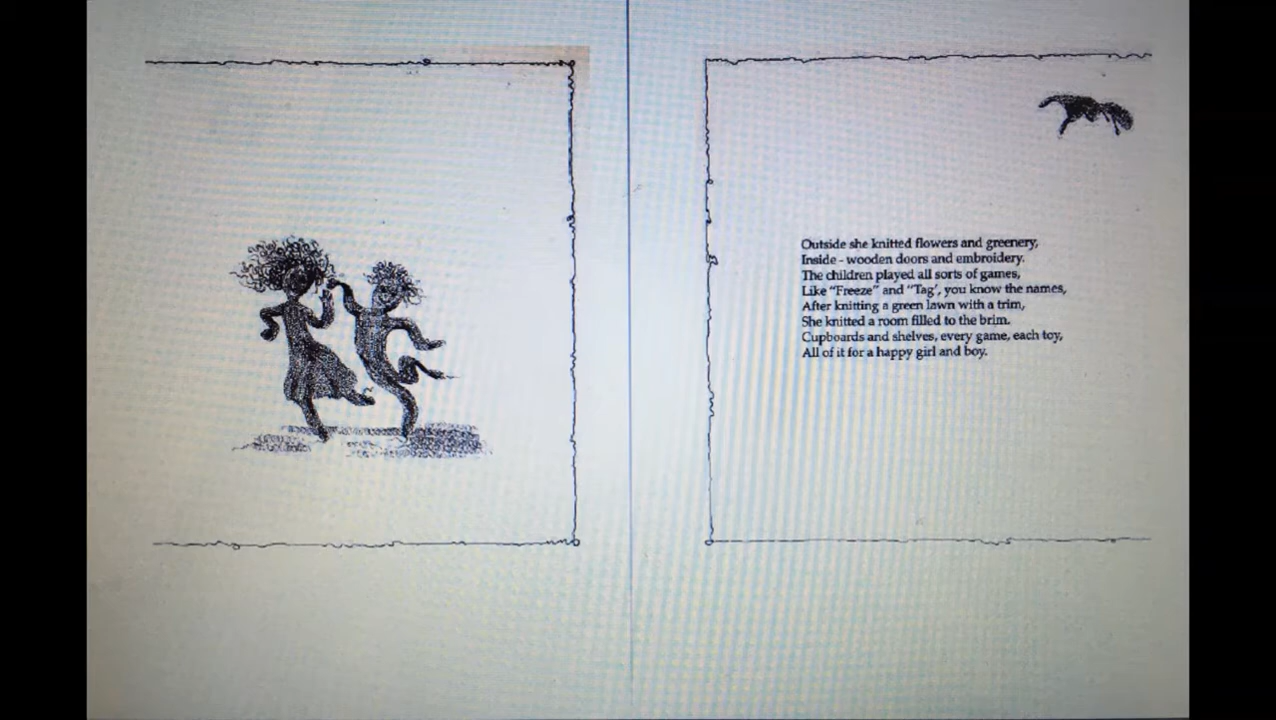 Outside she knitted flowers and greenery,
Inside - wooden doors and embroidery.
The children played all sorts of games,
Like "Freeze" and "Tag', you know the names,
After knitting a green lawn with a trim,
She knitted a room filled to the brim.
Cupboards and shelves, every game, each toy,
All of it for a happy girl and boy.